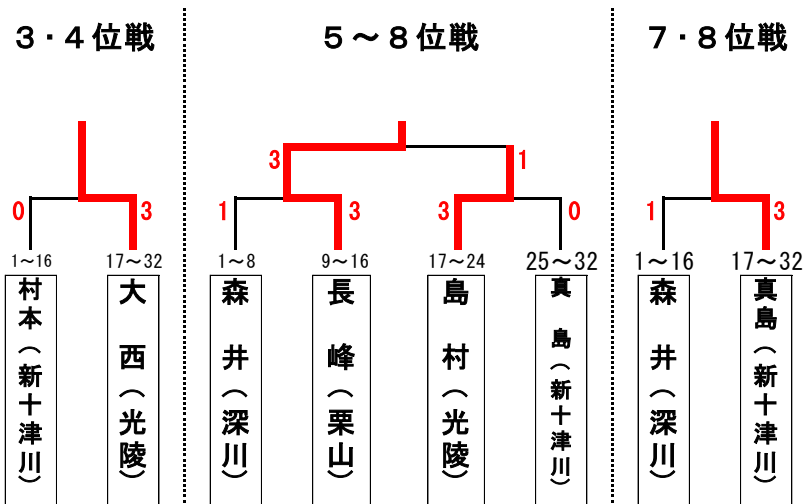 3・4位戦
5～8位戦
7・8位戦
3
1
0
3
1
3
3
0
1
3
1～16
17～32
1～8
9～16
17～24
25～32
1～16
17～32
村本(新十津川)
大西(光陵)
森井(深川)
長峰(栗山)
島村(光陵)
真島(新十津川)
森井(深川)
真島(新十津川)